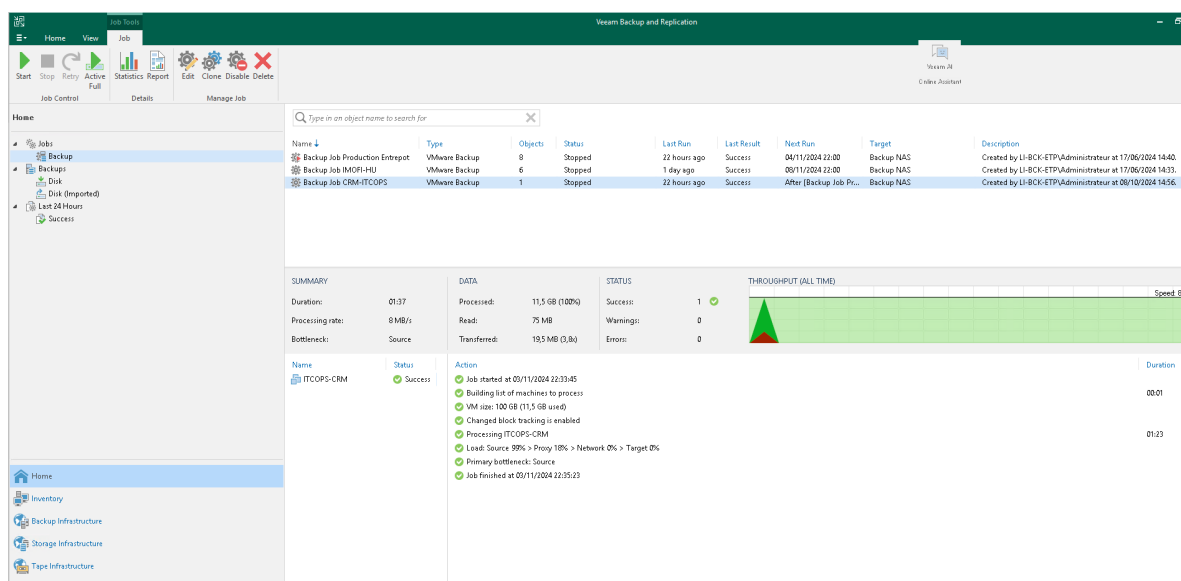 Job Tools
Veeam Backup and Replication
Home View Job
Start Stop Retry Active Full
Statistics Report
Edit Clone Disable Delete
Job Control Details Manage Job
Veeam AI
Online Assistant
Home
Type in an object name to search for
Jobs
Backup
Backups
Disk
Disk (Imported)
Last 24 Hours
Success
Name Type Objects Status Last Run Last Result Next Run Target Description
Backup Job Production Entrepot VMware Backup 8 Stopped 22 hours ago Success 04/11/2024 22:00 Backup NAS Created by LI-BCK-ETP\Administrateur at 17/06/2024 14:40.
Backup Job IMOFI-HU VMware Backup 6 Stopped 1 day ago Success 08/11/2024 22:00 Backup NAS Created by LI-BCK-ETP\Administrateur at 17/06/2024 14:33.
Backup Job CRM-ITCOPS VMware Backup 1 Stopped 22 hours ago Success After [Backup Job Pr... Backup NAS Created by LI-BCK-ETP\Administrateur at 08/10/2024 14:56.
SUMMARY DATA STATUS THROUGHPUT (ALL TIME)
Speed: 8
Duration: 01:37 Processed: 11,5 GB (100%) Success: 1
Processing rate: 8 MB/s Read: 75 MB Warnings: 0
Bottleneck: Source Transferred: 19,5 MB (3,8x) Errors: 0
Name Status Action Duration
ITCOPS-CRM Success Job started at 03/11/2024 22:33:45
Building list of machines to process 00:01
VM size: 100 GB (11,5 GB used)
Changed block tracking is enabled
Processing ITCOPS-CRM 01:23
Load: Source 99% > Proxy 18% > Network 0% > Target 0%
Primary bottleneck: Source
Job finished at 03/11/2024 22:35:23
Home
Inventory
Backup Infrastructure
Storage Infrastructure
Tape Infrastructure